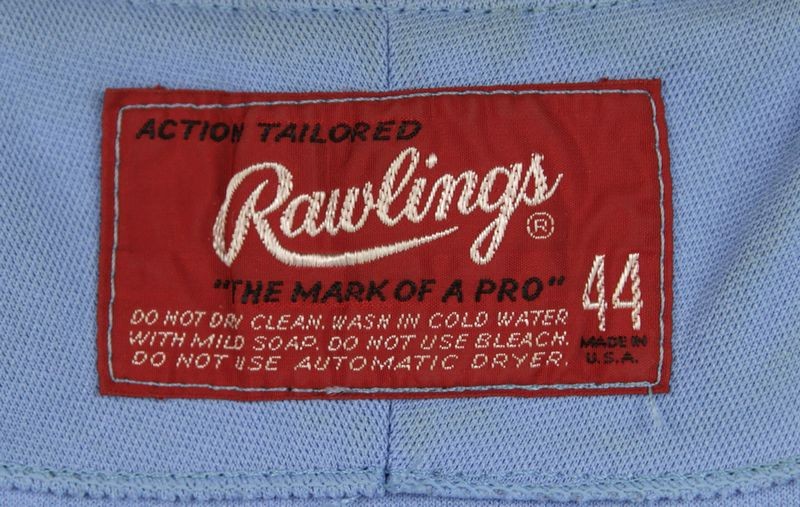 ACTION TAILORED
Rawlings ®
"THE MARK OF A PRO"
44
DO NOT DRY CLEAN. WASH IN COLD WATER
WITH MILD SOAP. DO NOT USE BLEACH.
DO NOT USE AUTOMATIC DRYER.
MADE IN
U.S.A.